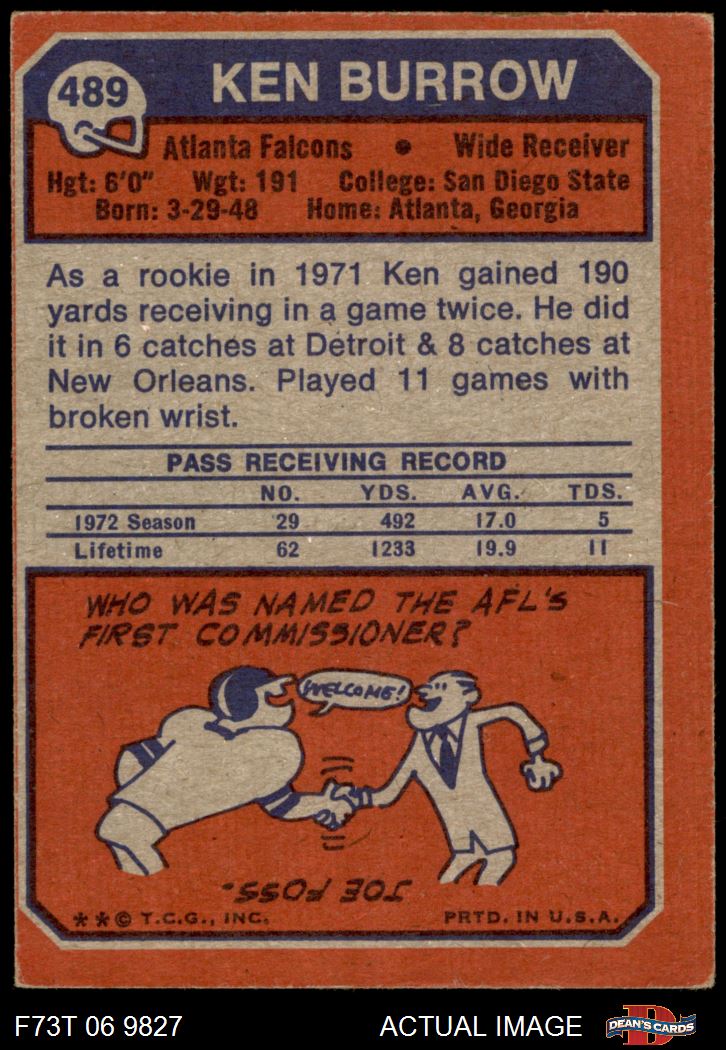 489
KEN BURROW
Atlanta Falcons • Wide Receiver
Hgt: 6'0" Wgt: 191 College: San Diego State
Born: 3-29-48 Home: Atlanta, Georgia
As a rookie in 1971 Ken gained 190
yards receiving in a game twice. He did
it in 6 catches at Detroit & 8 catches at
New Orleans. Played 11 games with
broken wrist.
PASS RECEIVING RECORD
NO. YDS. AVG. TDS.
1972 Season 29 492 17.0 5
Lifetime 62 1233 19.9 11
WHO WAS NAMED THE AFL'S
FIRST COMMISSIONER?
WELCOME!
JOE FOSS.
**© T.C.G., INC. PRTD. IN U.S.A.
F73T 06 9827 ACTUAL IMAGE
D
DEAN'S CARDS